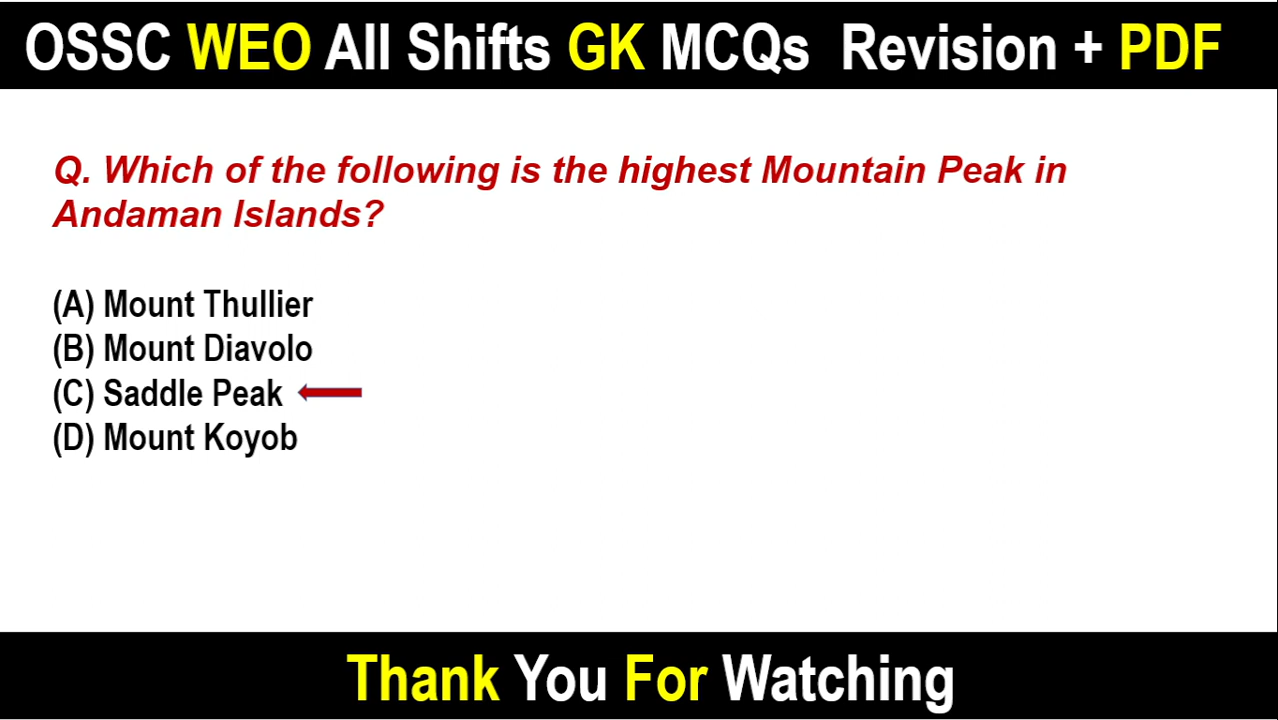 OSSC WEO All Shifts GK MCQs Revision + PDF
Q. Which of the following is the highest Mountain Peak in
Andaman Islands?
(A) Mount Thullier
(B) Mount Diavolo
(C) Saddle Peak
(D) Mount Koyob
Thank You For Watching